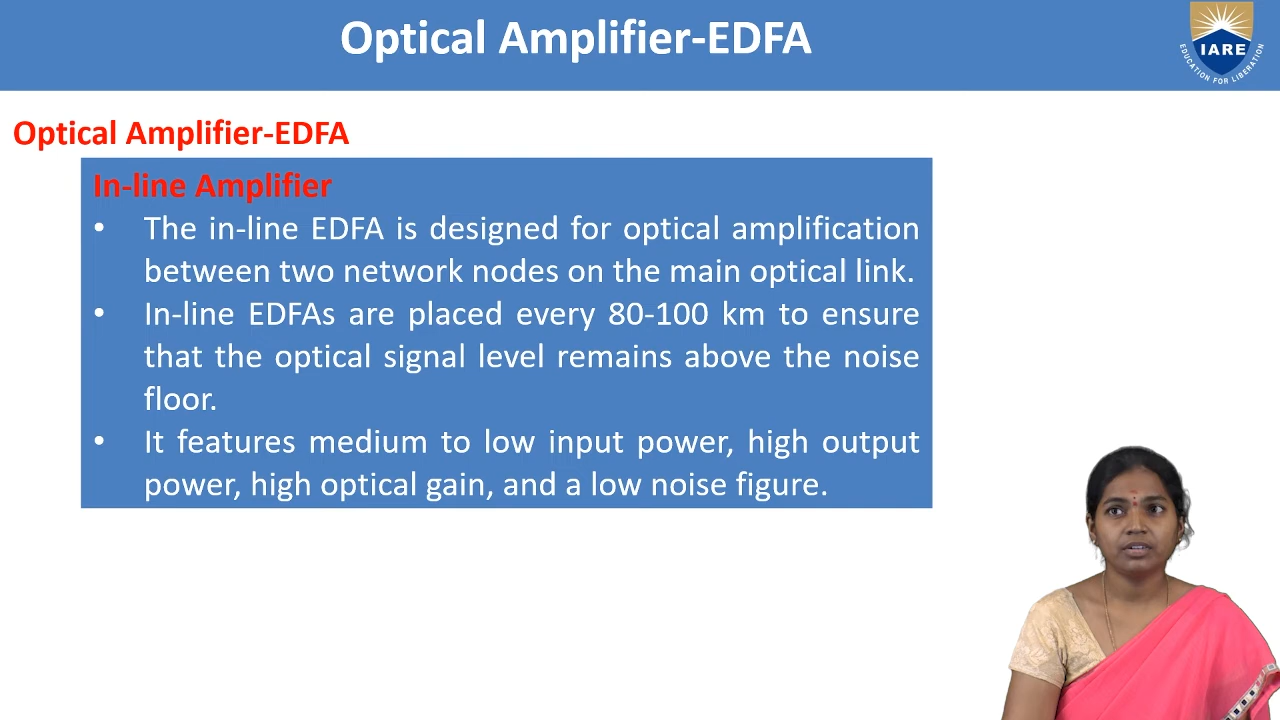 Optical Amplifier-EDFA
IARE
EDUCATION FOR LIBERATION
Optical Amplifier-EDFA
In-line Amplifier
• The in-line EDFA is designed for optical amplification
between two network nodes on the main optical link.
• In-line EDFAs are placed every 80-100 km to ensure
that the optical signal level remains above the noise
floor.
• It features medium to low input power, high output
power, high optical gain, and a low noise figure.